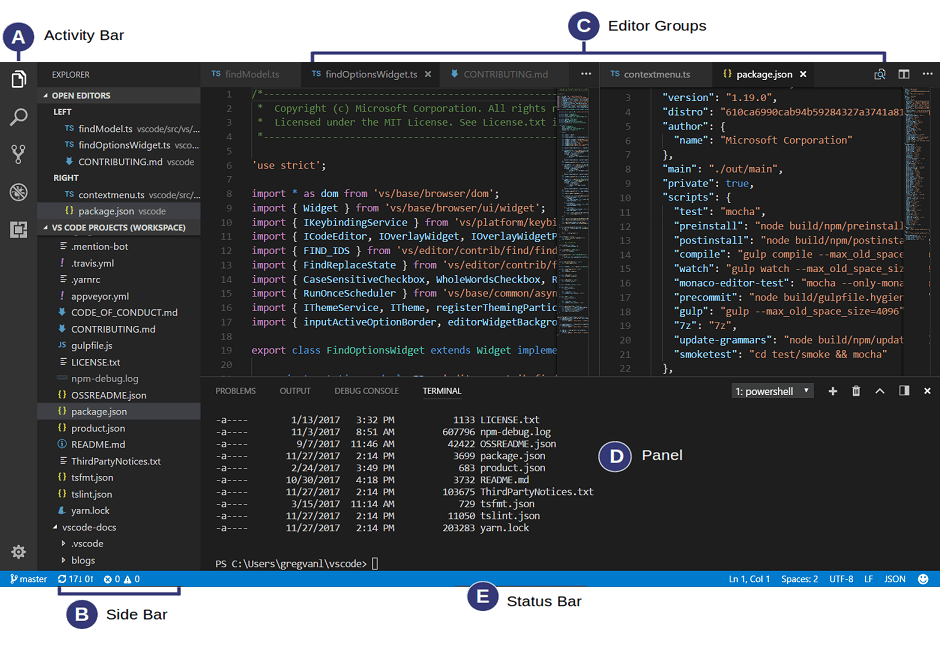 A Activity Bar
C Editor Groups
EXPLORER
OPEN EDITORS
LEFT
TS findModel.ts vscode/src/vs/...
TS findOptionsWidget.ts vsco...
CONTRIBUTING.md vscode
RIGHT
TS contextmenu.ts vscode/src/...
{} package.json vscode
VS CODE PROJECTS (WORKSPACE)
.mention-bot
! .travis.yml
.yarnrc
! appveyor.yml
CODE_OF_CONDUCT.md
CONTRIBUTING.md
JS gulpfile.js
LICENSE.txt
npm-debug.log
{} OSSREADME.json
{} package.json
{} product.json
README.md
ThirdPartyNotices.txt
{} tsfmt.json
{} tslint.json
yarn.lock
vscode-docs
.vscode
blogs
TS findModel.ts TS findOptionsWidget.ts × CONTRIBUTING.md ...
1 /*---
2 * Copyright (c) Microsoft Corporation. All rights r
3 * Licensed under the MIT License. See License.txt i
4 *---
5
6 'use strict';
7
8 import * as dom from 'vs/base/browser/dom';
9 import { Widget } from 'vs/base/browser/ui/widget';
10 import { IKeybindingService } from 'vs/platform/keybi
11 import { ICodeEditor, IOverlayWidget, IOverlayWidgetP
12 import { FIND_IDS } from 'vs/editor/contrib/find/find
13 import { FindReplaceState } from 'vs/editor/contrib/f
14 import { CaseSensitiveCheckbox, WholeWordsCheckbox, R
15 import { RunOnceScheduler } from 'vs/base/common/asyn
16 import { IThemeService, ITheme, registerThemingPartic
17 import { inputActiveOptionBorder, editorWidgetBackgro
18
19 export class FindOptionsWidget extends Widget impleme
20
TS contextmenu.ts {} package.json × ...
3 "version": "1.19.0",
4 "distro": "610ca6990cab94b59284327a3741a81
5 "author": {
6 "name": "Microsoft Corporation"
7 },
8 "main": "./out/main",
9 "private": true,
10 "scripts": {
11 "test": "mocha",
12 "preinstall": "node build/npm/preinstall
13 "postinstall": "node build/npm/postinsta
14 "compile": "gulp compile --max_old_space
15 "watch": "gulp watch --max_old_space_siz
16 "monaco-editor-test": "mocha --only-mona
17 "precommit": "node build/gulpfile.hygien
18 "gulp": "gulp --max_old_space_size=4096"
19 "7z": "7z",
20 "update-grammars": "node build/npm/updat
21 "smoketest": "cd test/smoke && mocha"
22 },
PROBLEMS OUTPUT DEBUG CONSOLE TERMINAL 1: powershell
-a---- 1/13/2017 3:32 PM 1133 LICENSE.txt
-a---- 11/3/2017 8:51 AM 607796 npm-debug.log
-a---- 9/7/2017 11:46 AM 42422 OSSREADME.json
-a---- 11/27/2017 2:14 PM 3699 package.json
-a---- 2/24/2017 3:49 PM 683 product.json
-a---- 10/30/2017 4:18 PM 3732 README.md
-a---- 11/27/2017 2:14 PM 103675 ThirdPartyNotices.txt
-a---- 3/15/2017 11:14 AM 729 tsfmt.json
-a---- 11/27/2017 2:14 PM 11050 tslint.json
-a---- 11/27/2017 2:14 PM 203283 yarn.lock
PS C:\Users\gregvanl\vscode>
D Panel
master 17↓ 0↑ 0 0 Ln 1, Col 1 Spaces: 2 UTF-8 LF JSON
B Side Bar
E Status Bar